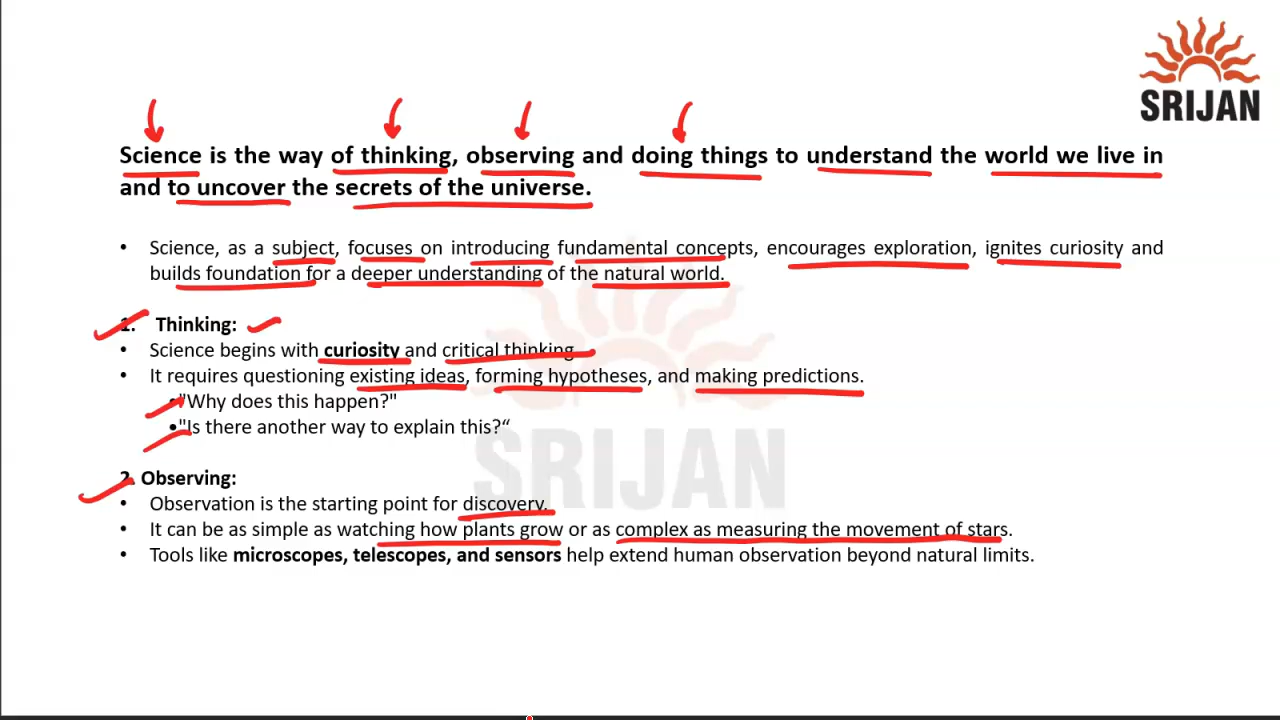 SRIJAN
Science is the way of thinking, observing and doing things to understand the world we live in
and to uncover the secrets of the universe.
• Science, as a subject, focuses on introducing fundamental concepts, encourages exploration, ignites curiosity and
builds foundation for a deeper understanding of the natural world.
1. Thinking:
• Science begins with curiosity and critical thinking
• It requires questioning existing ideas, forming hypotheses, and making predictions.
•"Why does this happen?"
•"Is there another way to explain this?“
2. Observing:
• Observation is the starting point for discovery.
• It can be as simple as watching how plants grow or as complex as measuring the movement of stars.
• Tools like microscopes, telescopes, and sensors help extend human observation beyond natural limits.
SRIJAN